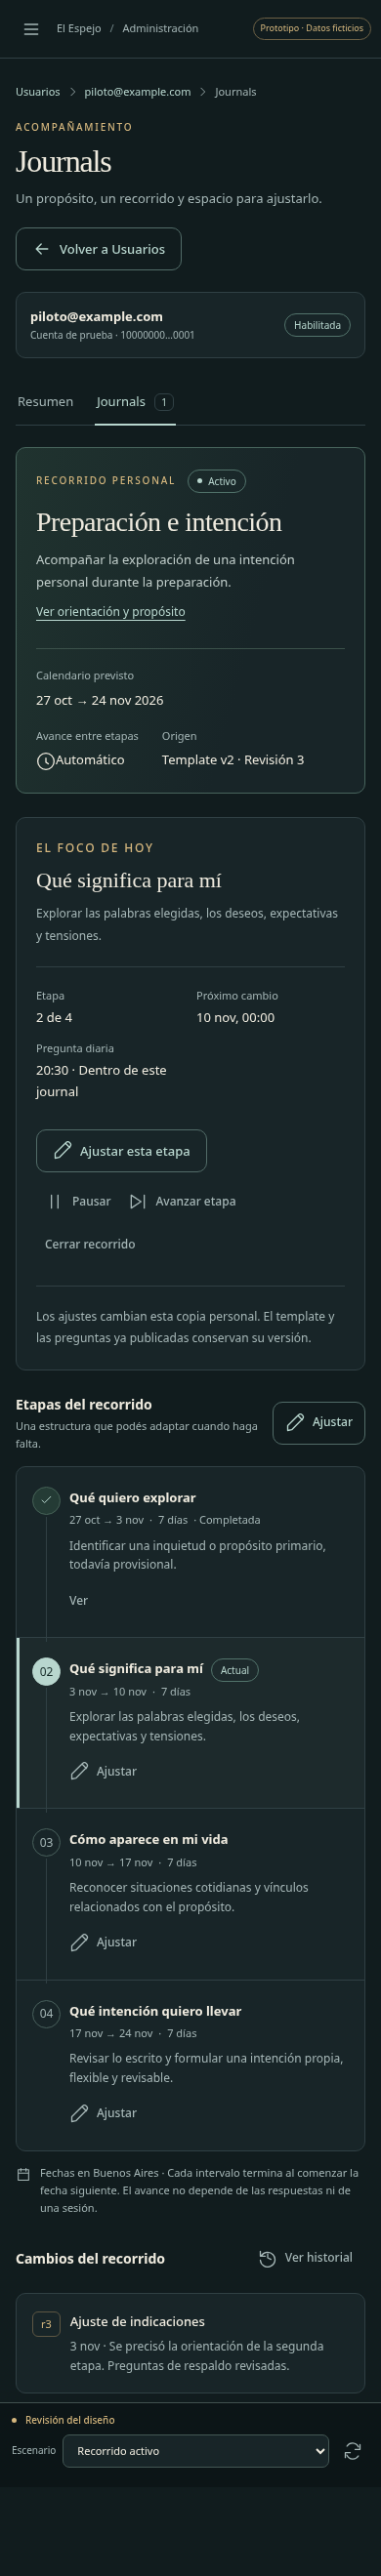 El Espejo / Administración
Prototipo · Datos ficticios
Usuarios > piloto@example.com > Journals
ACOMPAÑAMIENTO
Journals
Un propósito, un recorrido y espacio para ajustarlo.
← Volver a Usuarios
piloto@example.com
Cuenta de prueba · 10000000…0001
Habilitada
Resumen
Journals 1
RECORRIDO PERSONAL
Activo
Preparación e intención
Acompañar la exploración de una intención
personal durante la preparación.
Ver orientación y propósito
Calendario previsto
27 oct → 24 nov 2026
Avance entre etapas
Origen
Automático
Template v2 · Revisión 3
EL FOCO DE HOY
Qué significa para mí
Explorar las palabras elegidas, los deseos, expectativas
y tensiones.
Etapa
Próximo cambio
2 de 4
10 nov, 00:00
Pregunta diaria
20:30 · Dentro de este
journal
Ajustar esta etapa
Pausar
Avanzar etapa
Cerrar recorrido
Los ajustes cambian esta copia personal. El template y
las preguntas ya publicadas conservan su versión.
Etapas del recorrido
Una estructura que podés adaptar cuando haga
falta.
Ajustar
Qué quiero explorar
27 oct → 3 nov · 7 días · Completada
Identificar una inquietud o propósito primario,
todavía provisional.
Ver
02
Qué significa para mí
Actual
3 nov → 10 nov · 7 días
Explorar las palabras elegidas, los deseos,
expectativas y tensiones.
Ajustar
03
Cómo aparece en mi vida
10 nov → 17 nov · 7 días
Reconocer situaciones cotidianas y vínculos
relacionados con el propósito.
Ajustar
04
Qué intención quiero llevar
17 nov → 24 nov · 7 días
Revisar lo escrito y formular una intención propia,
flexible y revisable.
Ajustar
Fechas en Buenos Aires · Cada intervalo termina al comenzar la
fecha siguiente. El avance no depende de las respuestas ni de
una sesión.
Cambios del recorrido
Ver historial
r3
Ajuste de indicaciones
3 nov · Se precisó la orientación de la segunda
etapa. Preguntas de respaldo revisadas.
Revisión del diseño
Escenario
Recorrido activo